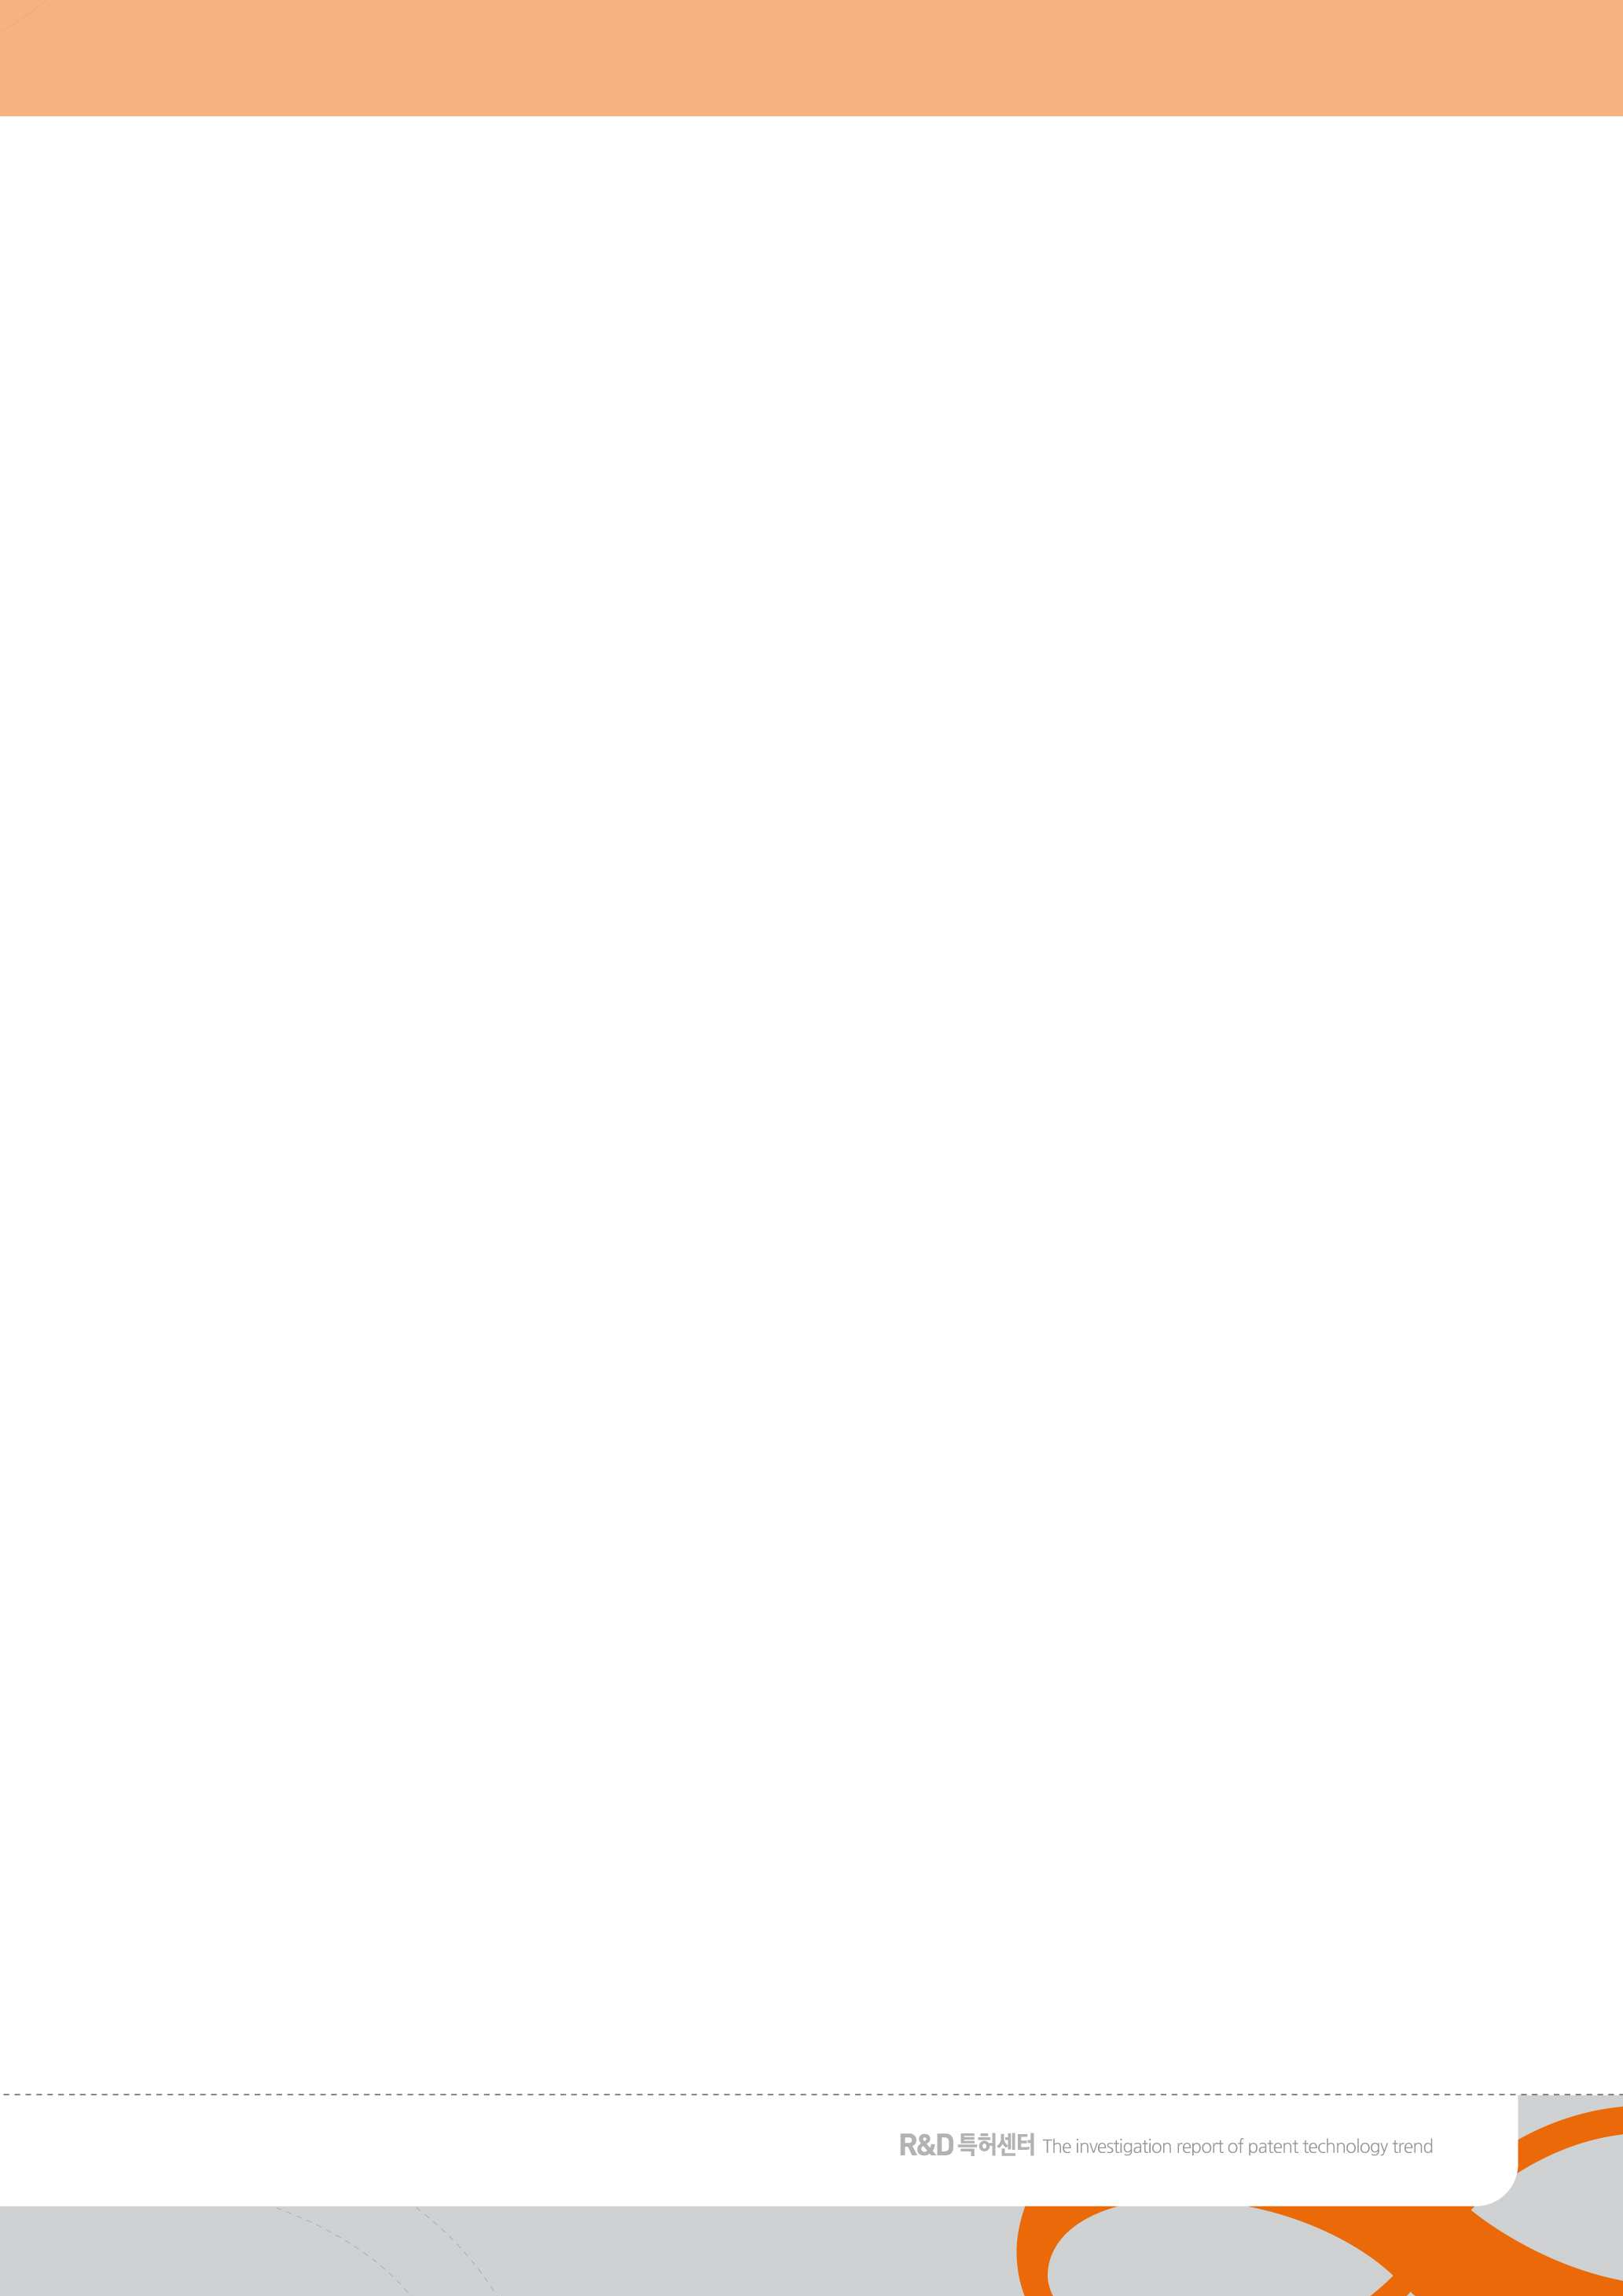 R&D 특허센터 The investigation report of patent technology trend